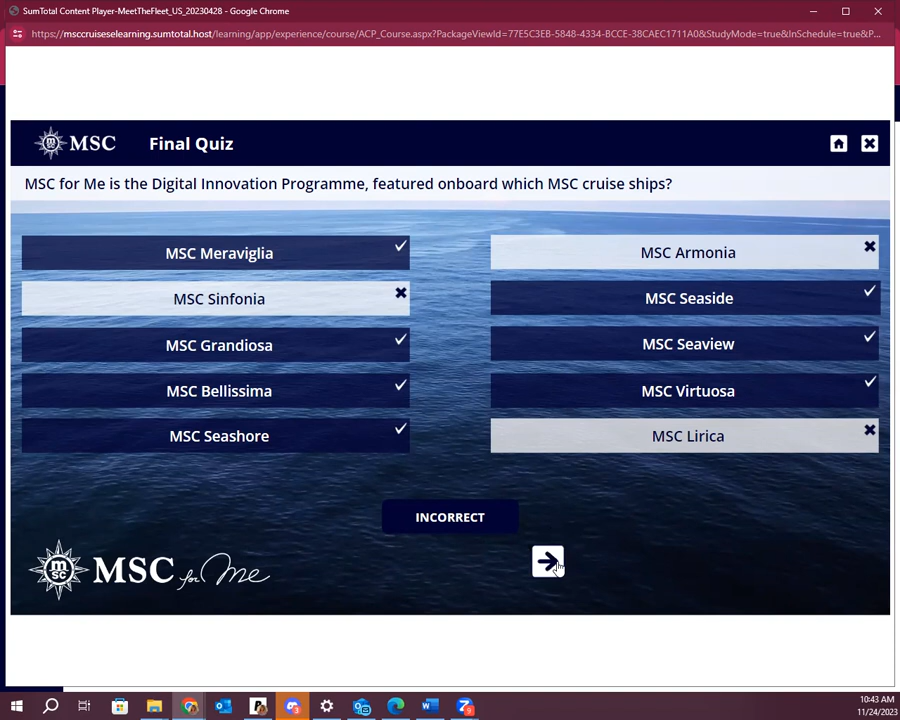 SumTotal Content Player-MeetTheFleet_US_20230428 - Google Chrome
https://msccruiseselearning.sumtotal.host/learning/app/experience/course/ACP_Course.aspx?PackageViewId=77E5C3EB-5848-4334-BCCE-38CAEC1711A0&StudyMode=true&InSchedule=true&P...
MSC Final Quiz
MSC for Me is the Digital Innovation Programme, featured onboard which MSC cruise ships?
MSC Meraviglia
MSC Armonia
MSC Sinfonia
MSC Seaside
MSC Grandiosa
MSC Seaview
MSC Bellissima
MSC Virtuosa
MSC Seashore
MSC Lirica
INCORRECT
MSC for Me
10:43 AM
11/24/2023